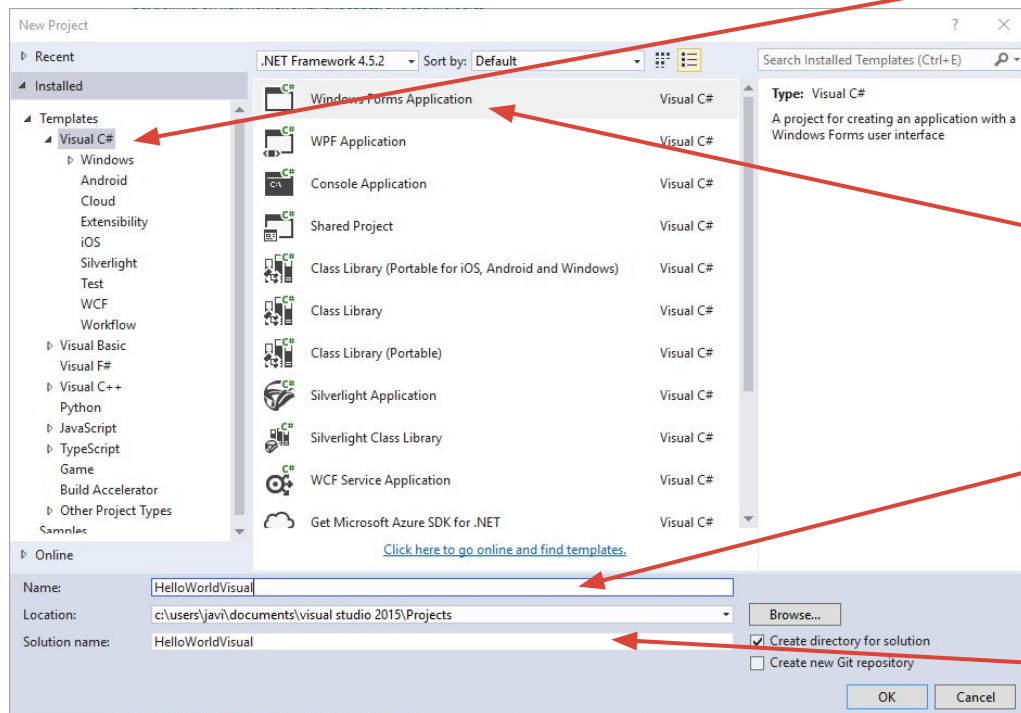 New Project
Recent
.NET Framework 4.5.2 Sort by: Default
Search Installed Templates (Ctrl+E)
Installed
Templates
Visual C#
Windows
Android
Cloud
Extensibility
iOS
Silverlight
Test
WCF
Workflow
Visual Basic
Visual F#
Visual C++
Python
JavaScript
TypeScript
Game
Build Accelerator
Other Project Types
Samples
Online
Windows Forms Application Visual C#
WPF Application Visual C#
Console Application Visual C#
Shared Project Visual C#
Class Library (Portable for iOS, Android and Windows) Visual C#
Class Library Visual C#
Class Library (Portable) Visual C#
Silverlight Application Visual C#
Silverlight Class Library Visual C#
WCF Service Application Visual C#
Get Microsoft Azure SDK for .NET Visual C#
Click here to go online and find templates.
Type: Visual C#
A project for creating an application with a
Windows Forms user interface
Name: HelloWorldVisual
Location: c:\users\javi\documents\visual studio 2015\Projects Browse...
Solution name: HelloWorldVisual
Create directory for solution
Create new Git repository
OK Cancel